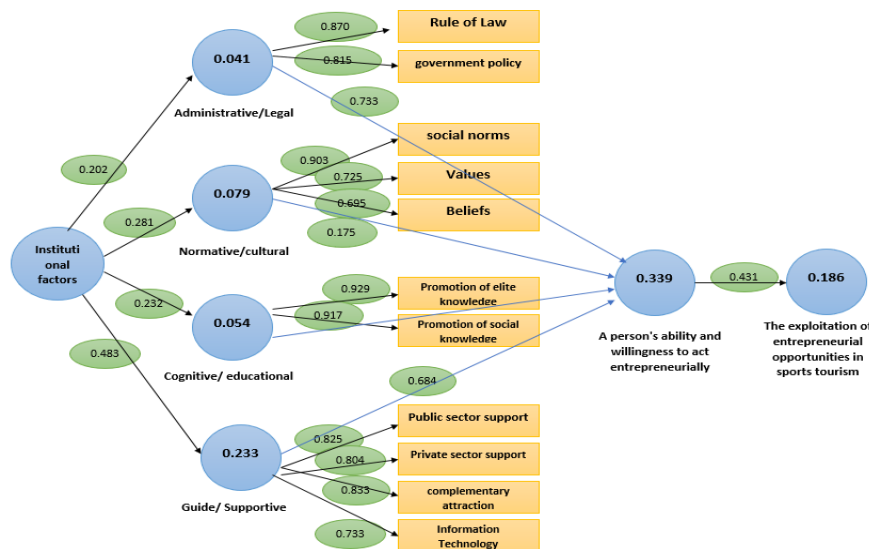 0.870
Rule of Law
0.041
0.815
government policy
0.733
Administrative/Legal
social norms
0.903
0.202
0.725
Values
0.079
0.695
Beliefs
0.281
0.175
Normative/cultural
Instituti
onal
factors
0.339
0.431
0.186
0.929
Promotion of elite
knowledge
0.232
0.917
0.054
Promotion of social
knowledge
A person's ability and
willingness to act
entrepreneurially
The exploitation of
entrepreneurial
opportunities in
sports tourism
0.483
Cognitive/ educational
0.684
Public sector support
0.825
0.233
Private sector support
0.804
0.833
complementary
attraction
Guide/ Supportive
0.733
Information
Technology